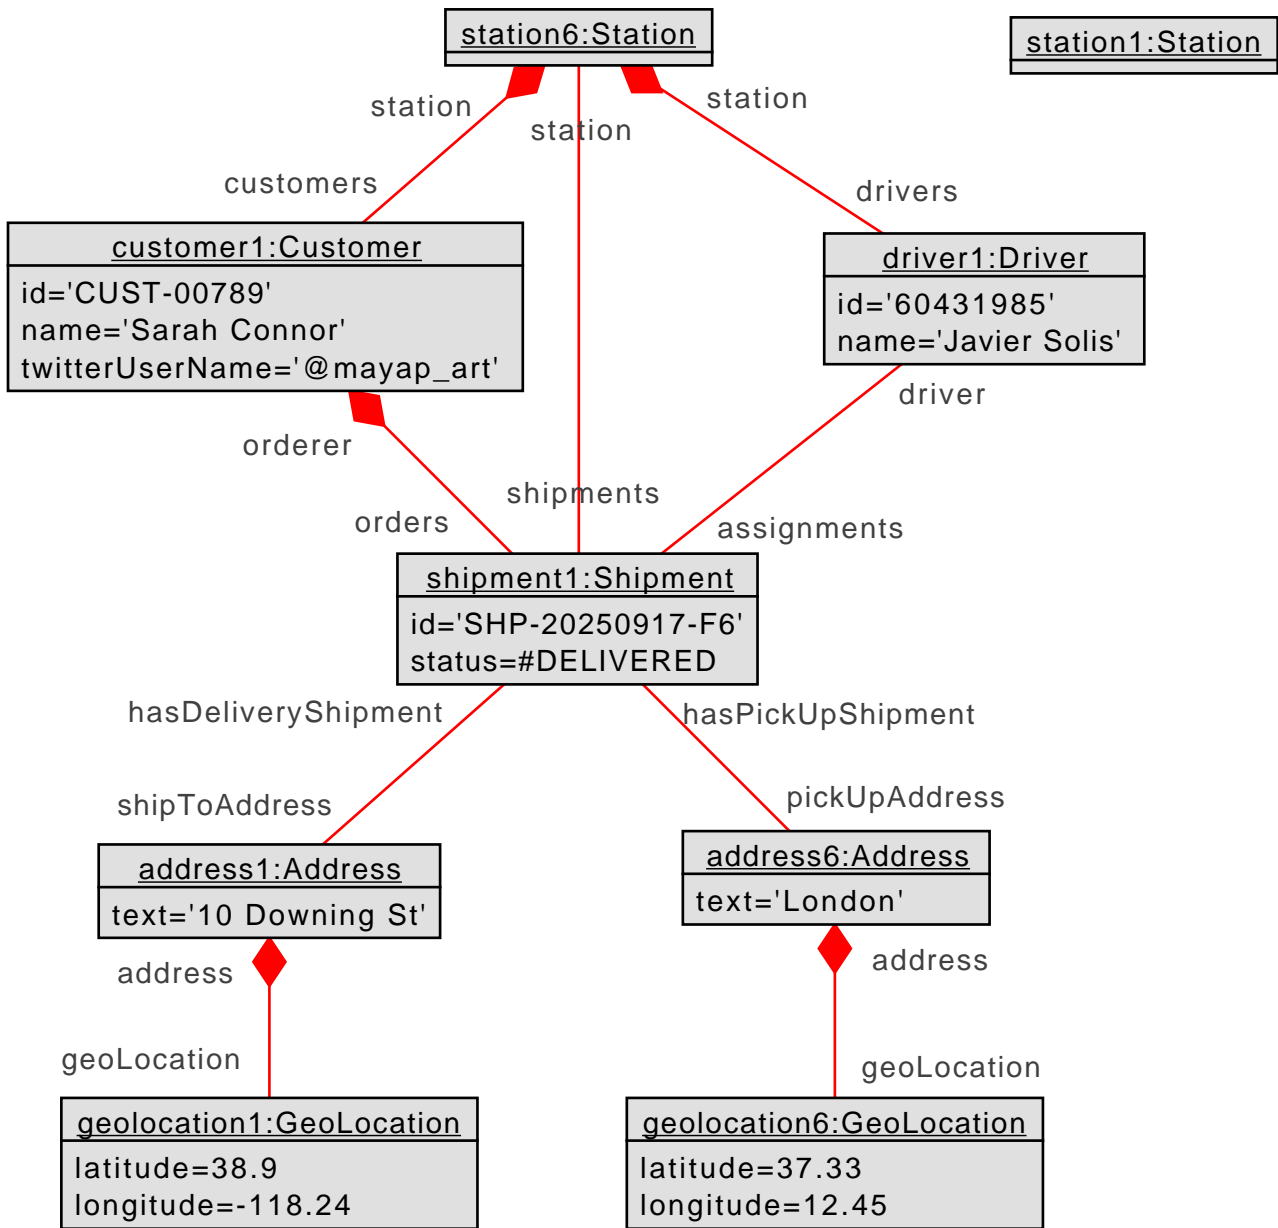 station6:Station
station1:Station
station
station
station
customers
drivers
customer1:Customer
id='CUST-00789'
name='Sarah Connor'
twitterUserName='@mayap_art'
driver1:Driver
id='60431985'
name='Javier Solis'
orderer
driver
orders
shipments
assignments
shipment1:Shipment
id='SHP-20250917-F6'
status=#DELIVERED
hasDeliveryShipment
hasPickUpShipment
shipToAddress
pickUpAddress
address1:Address
text='10 Downing St'
address6:Address
text='London'
address
address
geoLocation
geoLocation
geolocation1:GeoLocation
latitude=38.9
longitude=-118.24
geolocation6:GeoLocation
latitude=37.33
longitude=12.45